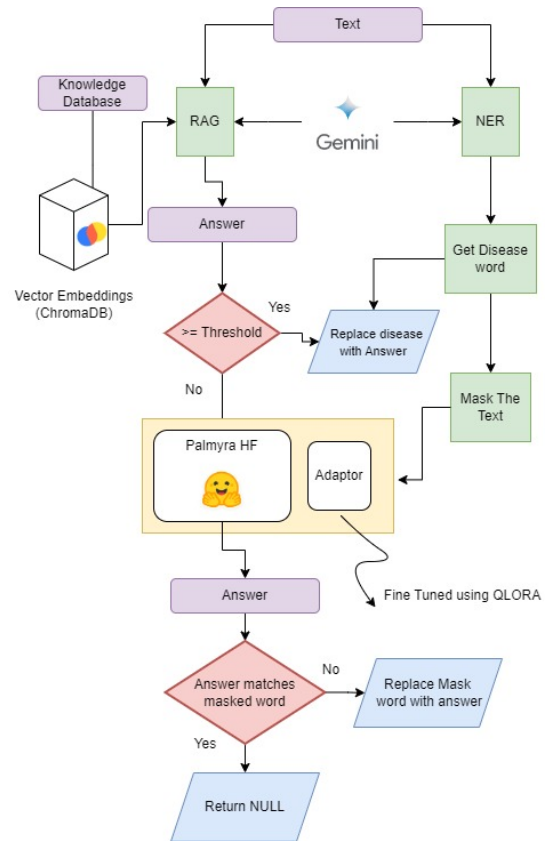 Text
Knowledge
Database
RAG
Gemini
NER
Answer
Get Disease
word
Vector Embeddings
(ChromaDB)
>= Threshold
Yes
Replace disease
with Answer
No
Mask The
Text
Palmyra HF
Adaptor
Answer
Fine Tuned using QLORA
Answer matches
masked word
No
Replace Mask
word with answer
Yes
Return NULL